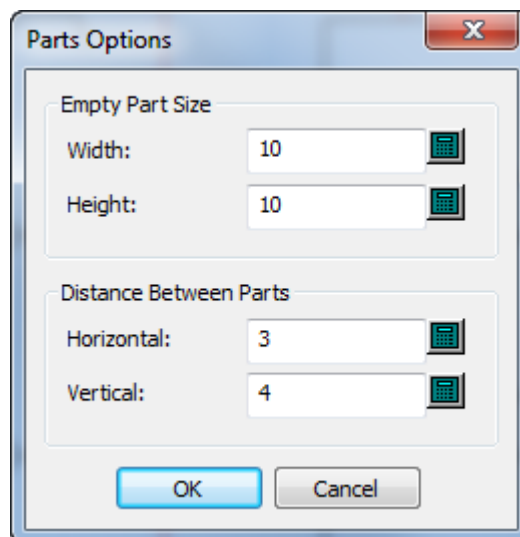 Parts Options
Empty Part Size
Width: 10
Height: 10
Distance Between Parts
Horizontal: 3
Vertical: 4
OK Cancel